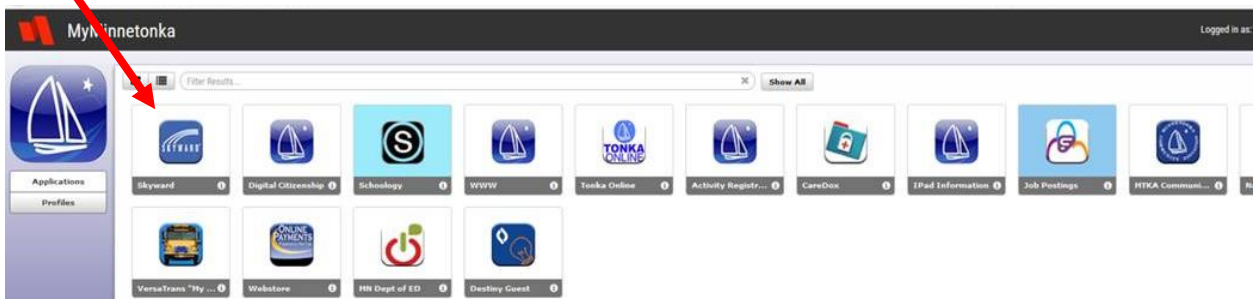 MyMinnetonka
Logged in as:
Filter Results...
Show All
Applications
Profiles
SKYWARD
S
TONKA
ONLINE
Skyward
Digital Citizenship
Schoology
WWW
Tonka Online
Activity Registr...
CareDox
IPad Information
Job Postings
MTKA Communi...
ONLINE
PAYMENTS
VersaTrans "My ...
Webstore
MN Dept of ED
Destiny Guest